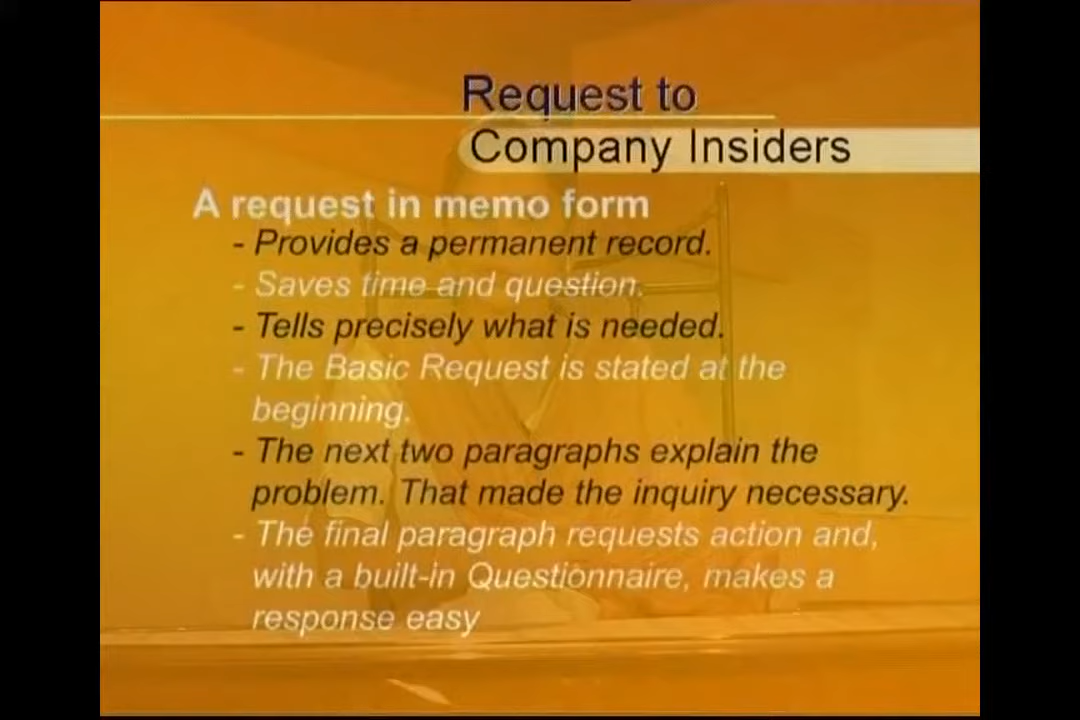 Request to
Company Insiders
A request in memo form
- Provides a permanent record.
- Saves time and question.
- Tells precisely what is needed.
- The Basic Request is stated at the
beginning.
- The next two paragraphs explain the
problem. That made the inquiry necessary.
- The final paragraph requests action and,
with a built-in Questionnaire, makes a
response easy